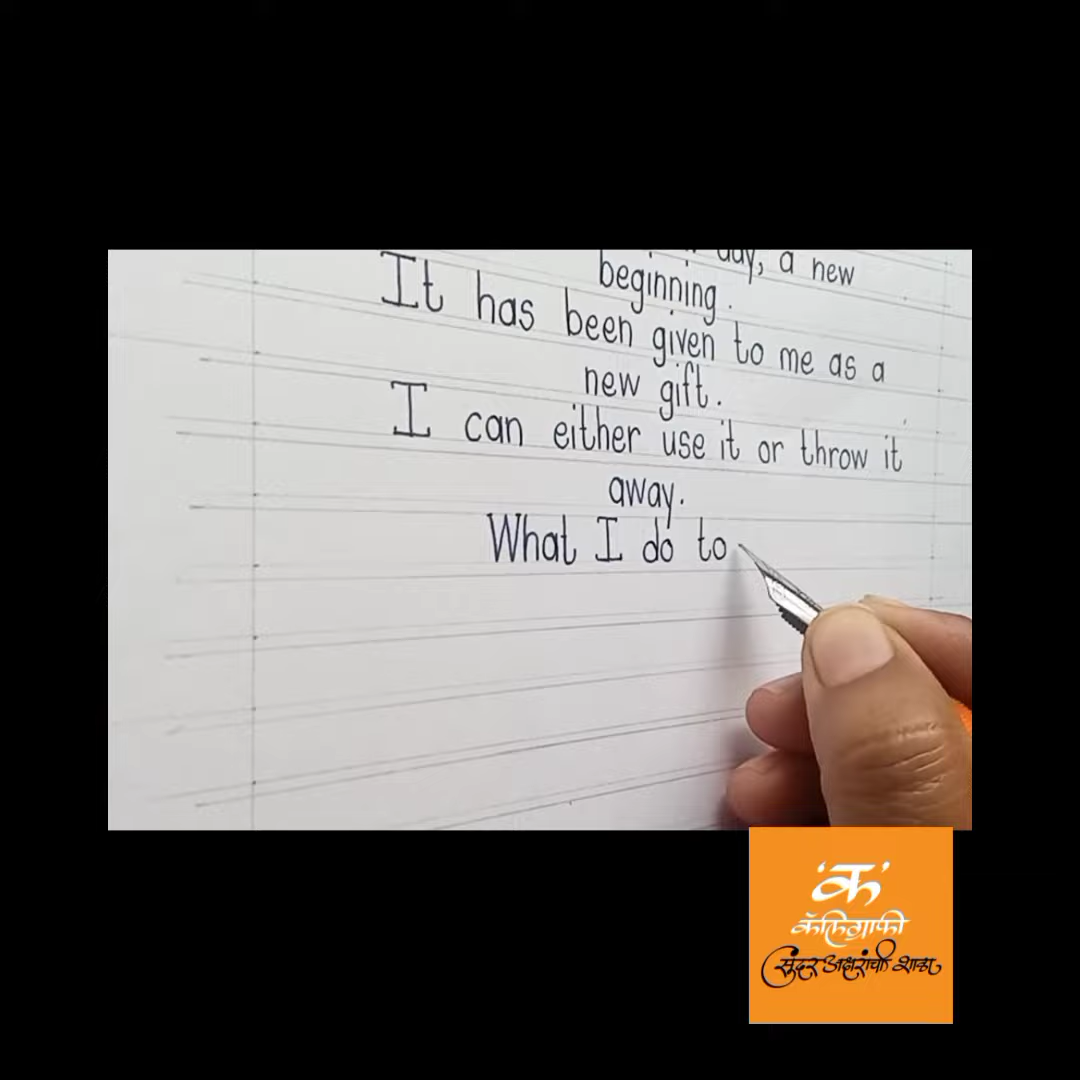 day, a new
beginning.
It has been given to me as a
new gift.
I can either use it or throw it
away.
What I do to
'क'
कॅलिग्राफी
सुंदर अक्षरांची शाळा